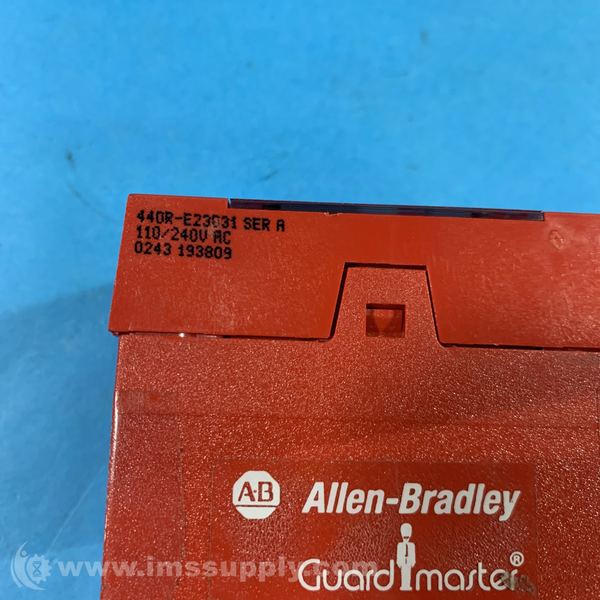 440R-E23031 SER A
110/240V AC
0243 193809
AB Allen-Bradley
Guardmaster®
www.imssupply.com